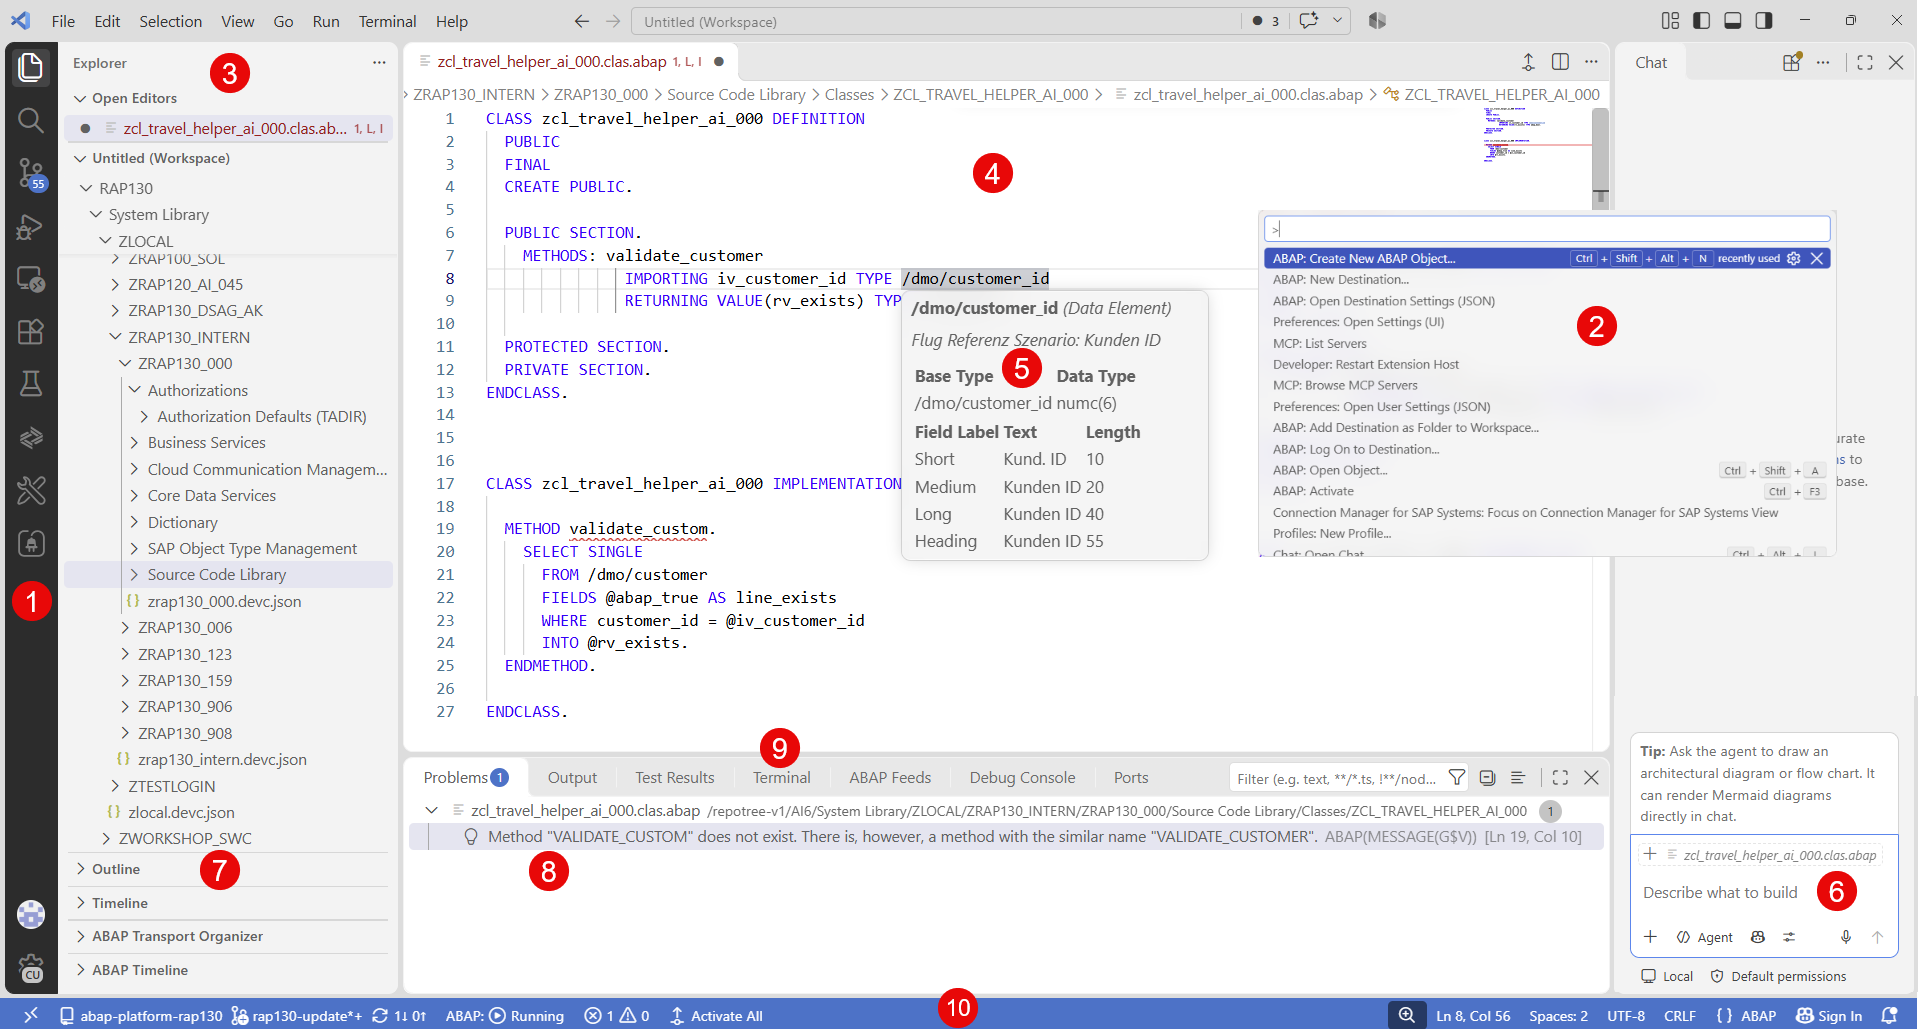 File Edit Selection View Go Run Terminal Help
Untitled (Workspace)
3
Explorer
3
Open Editors
zcl_travel_helper_ai_000.clas.ab... 1, L, I
Untitled (Workspace)
RAP130
System Library
ZLOCAL
ZRAP100_SOL
ZRAP120_AI_045
ZRAP130_DSAG_AK
ZRAP130_INTERN
ZRAP130_000
Authorizations
Authorization Defaults (TADIR)
Business Services
Cloud Communication Managem...
Core Data Services
Dictionary
SAP Object Type Management
Source Code Library
{} zrap130_000.devc.json
ZRAP130_006
ZRAP130_123
ZRAP130_159
ZRAP130_906
ZRAP130_908
{} zrap130_intern.devc.json
ZTESTLOGIN
{} zlocal.devc.json
ZWORKSHOP_SWC
Outline
7
Timeline
ABAP Transport Organizer
ABAP Timeline
55
1
CU
zcl_travel_helper_ai_000.clas.abap 1, L, I
> ZRAP130_INTERN > ZRAP130_000 > Source Code Library > Classes > ZCL_TRAVEL_HELPER_AI_000 > zcl_travel_helper_ai_000.clas.abap > ZCL_TRAVEL_HELPER_AI_000
1 CLASS zcl_travel_helper_ai_000 DEFINITION
2 PUBLIC
3 FINAL
4 CREATE PUBLIC.
5
6 PUBLIC SECTION.
7 METHODS: validate_customer
8 IMPORTING iv_customer_id TYPE /dmo/customer_id
9 RETURNING VALUE(rv_exists) TYP
10
11 PROTECTED SECTION.
12 PRIVATE SECTION.
13 ENDCLASS.
14
15
16
17 CLASS zcl_travel_helper_ai_000 IMPLEMENTATION
18
19 METHOD validate_custom.
20 SELECT SINGLE
21 FROM /dmo/customer
22 FIELDS @abap_true AS line_exists
23 WHERE customer_id = @iv_customer_id
24 INTO @rv_exists.
25 ENDMETHOD.
26
27 ENDCLASS.
4
/dmo/customer_id (Data Element)
Flug Referenz Szenario: Kunden ID
5
Base Type Data Type
/dmo/customer_id numc(6)
Field Label Text Length
Short Kund. ID 10
Medium Kunden ID 20
Long Kunden ID 40
Heading Kunden ID 55
>
ABAP: Create New ABAP Object... Ctrl + Shift + Alt + N recently used
ABAP: New Destination...
ABAP: Open Destination Settings (JSON)
Preferences: Open Settings (UI)
2
MCP: List Servers
Developer: Restart Extension Host
MCP: Browse MCP Servers
Preferences: Open User Settings (JSON)
ABAP: Add Destination as Folder to Workspace...
ABAP: Log On to Destination...
ABAP: Open Object... Ctrl + Shift + A
ABAP: Activate Ctrl + F3
Connection Manager for SAP Systems: Focus on Connection Manager for SAP Systems View
Profiles: New Profile...
Chat: Open Chat Ctrl + Alt + I
Chat
urate
ns to
base.
Tip: Ask the agent to draw an
architectural diagram or flow chart. It
can render Mermaid diagrams
directly in chat.
zcl_travel_helper_ai_000.clas.abap
Describe what to build
6
Agent
Local Default permissions
9
Problems 1 Output Test Results Terminal ABAP Feeds Debug Console Ports Filter (e.g. text, **/*.ts, !**/nod...
zcl_travel_helper_ai_000.clas.abap /repotree-v1/AI6/System Library/ZLOCAL/ZRAP130_INTERN/ZRAP130_000/Source Code Library/Classes/ZCL_TRAVEL_HELPER_AI_000 1
Method "VALIDATE_CUSTOM" does not exist. There is, however, a method with the similar name "VALIDATE_CUSTOMER". ABAP(MESSAGE(G$V)) [Ln 19, Col 10]
8
abap-platform-rap130 rap130-update*+ 1↓ 0↑ ABAP: Running 1 0 Activate All 10 Ln 8, Col 56 Spaces: 2 UTF-8 CRLF {} ABAP Sign In